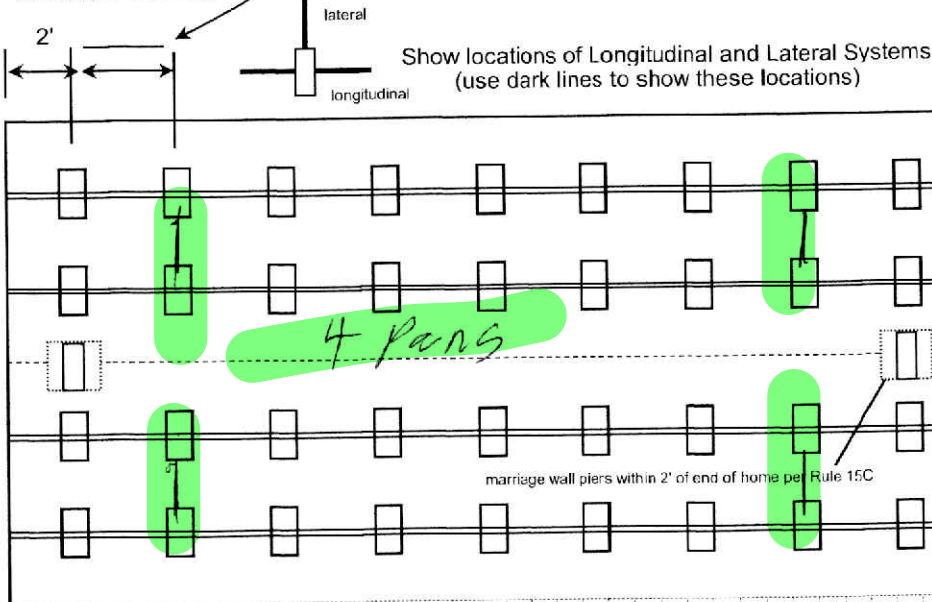 lateral
2'
Show locations of Longitudinal and Lateral Systems
(use dark lines to show these locations)
longitudinal
4 Pans
marriage wall piers within 2' of end of home per Rule 15C